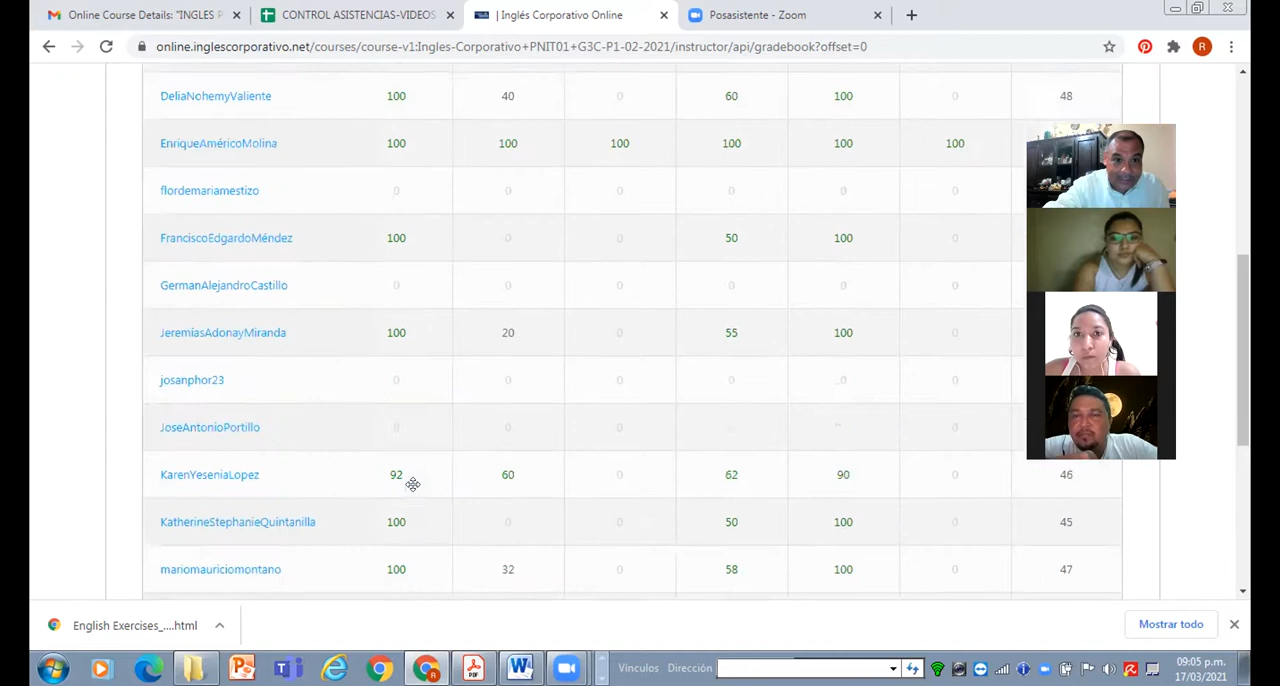 Online Course Details: "INGLES P
CONTROL ASISTENCIAS-VIDEOS
| Inglés Corporativo Online
Posasistente - Zoom
online.inglescorporativo.net/courses/course-v1:Ingles-Corporativo+PNIT01+G3C-P1-02-2021/instructor/api/gradebook?offset=0
R
DeliaNohemyValiente 100 40 0 60 100 0 48
EnriqueAméricoMolina 100 100 100 100 100 100
flordemariamestizo 0 0 0 0 0 0
FranciscoEdgardoMéndez 100 0 0 50 100 0
GermanAlejandroCastillo 0 0 0 0 0 0
JeremíasAdonayMiranda 100 20 0 55 100 0
josanphor23 0 0 0 0 0 0
JoseAntonioPortillo 0 0 0 0
KarenYeseniaLopez 92 60 0 62 90 0 46
KatherineStephanieQuintanilla 100 0 0 50 100 0 45
mariomauriciomontano 100 32 0 58 100 0 47
English Exercises_....html
Mostrar todo
Vínculos Dirección
09:05 p.m.
17/03/2021